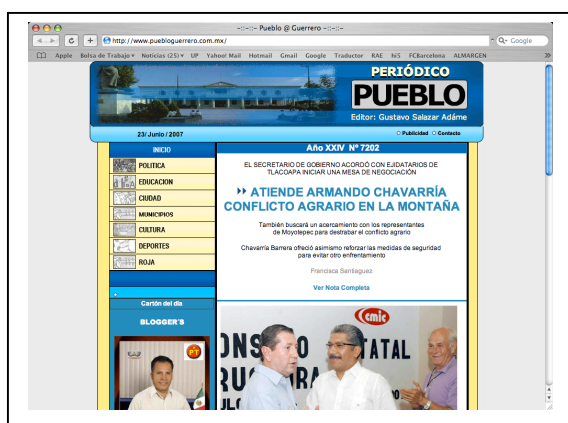 -::-::- Pueblo @ Guerrero -::-::-
http://www.puebloguerrero.com.mx/
Q- Google
Apple Bolsa de Trabajo Noticias (25) UP Yahoo! Mail Hotmail Gmail Google Traductor RAE hi5 FCBarcelona ALMARGEN
PERIÓDICO
PUEBLO
Editor: Gustavo Salazar Adáme
23/ Junio / 2007
Publicidad Contacto
INICIO
POLITICA
EDUCACION
CIUDAD
MUNICIPIOS
CULTURA
DEPORTES
ROJA
Cartón del día
BLOGGER´S
PT
Año XXIV Nº 7202
EL SECRETARIO DE GOBIERNO ACORDÓ CON EJIDATARIOS DE
TLACOAPA INICIAR UNA MESA DE NEGOCIACIÓN
ATIENDE ARMANDO CHAVARRÍA
CONFLICTO AGRARIO EN LA MONTAÑA
También buscará un acercamiento con los representantes
de Moyotepec para destrabar el conflicto agrario
Chavarría Barrera ofreció asimismo reforzar las medidas de seguridad
para evitar otro enfrentamiento
Francisca Santiaguez
Ver Nota Completa
cmic